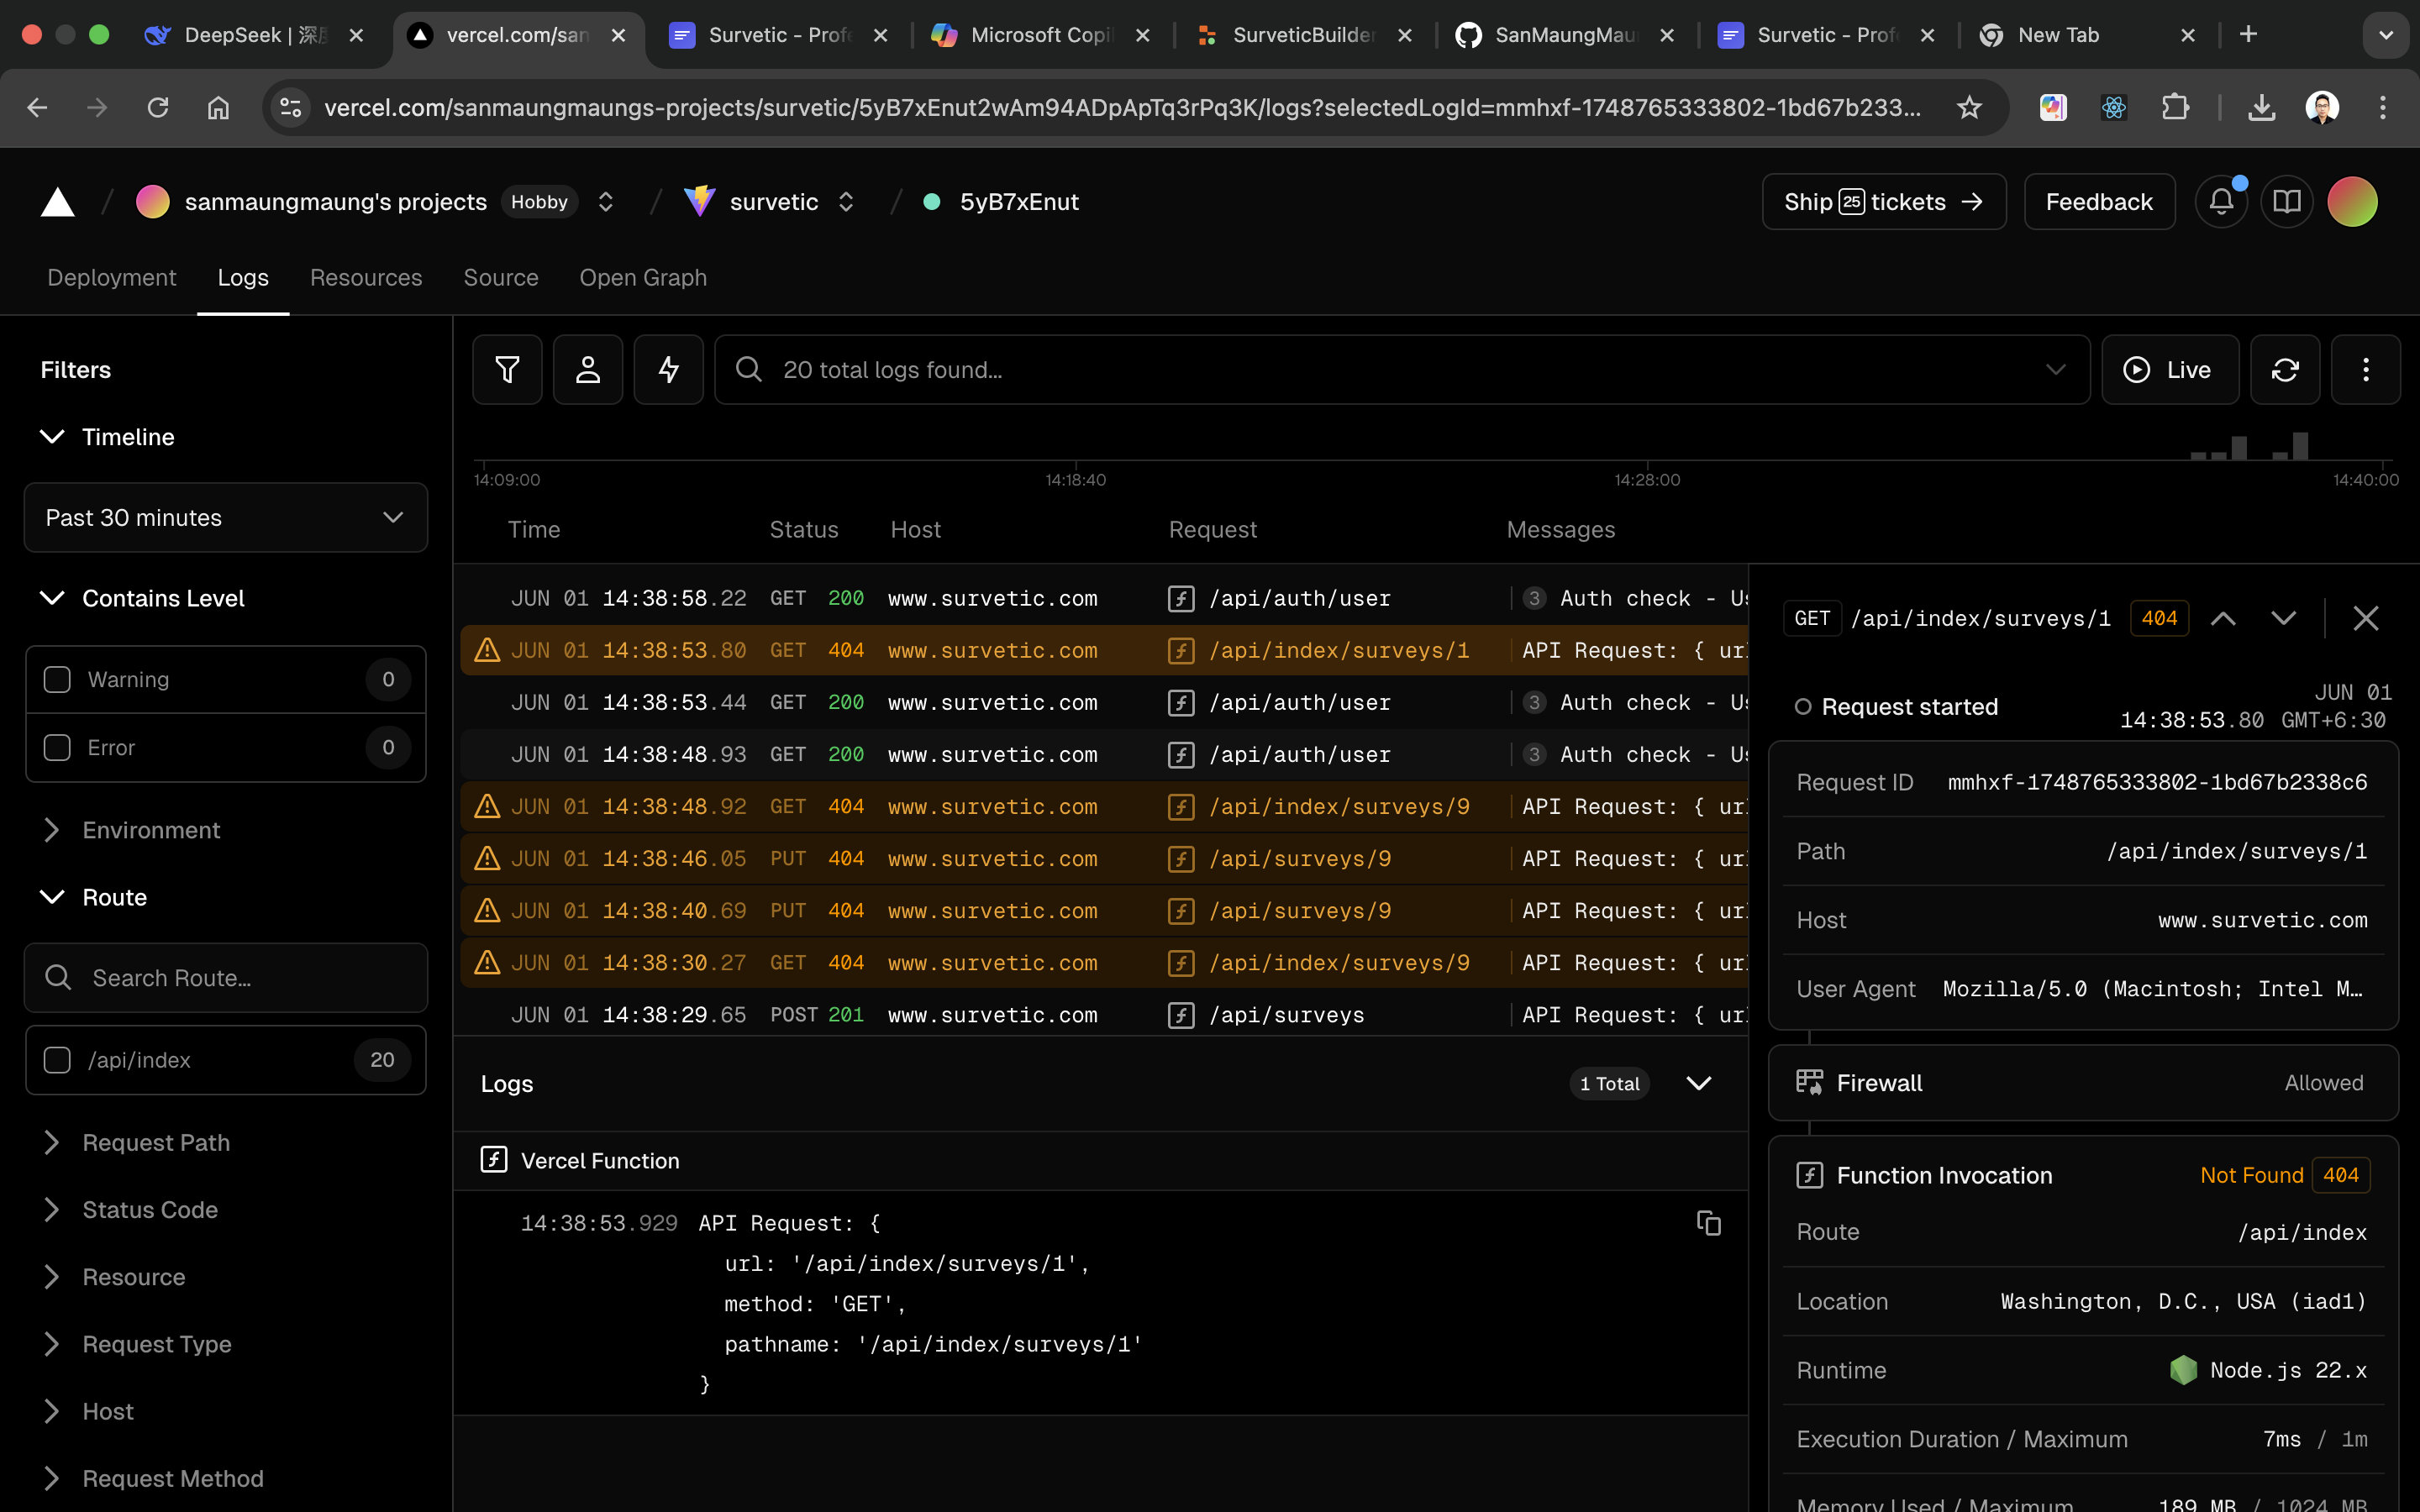 DeepSeek | 深
vercel.com/san
Survetic - Prof
Microsoft Copil
SurveticBuilder
SanMaungMau
Survetic - Prof
New Tab
vercel.com/sanmaungmaungs-projects/survetic/5yB7xEnut2wAm94ADpApTq3rPq3K/logs?selectedLogId=mmhxf-1748765333802-1bd67b233...
sanmaungmaung's projects Hobby
survetic
5yB7xEnut
Ship 25 tickets →
Feedback
Deployment Logs Resources Source Open Graph
Filters
Timeline
Past 30 minutes
Contains Level
Warning 0
Error 0
Environment
Route
Search Route...
/api/index 20
Request Path
Status Code
Resource
Request Type
Host
Request Method
20 total logs found...
Live
14:09:00 14:18:40 14:28:00 14:40:00
Time Status Host Request Messages
JUN 01 14:38:58.22 GET 200 www.survetic.com /api/auth/user 3 Auth check - Us
JUN 01 14:38:53.80 GET 404 www.survetic.com /api/index/surveys/1 API Request: { url
JUN 01 14:38:53.44 GET 200 www.survetic.com /api/auth/user 3 Auth check - Us
JUN 01 14:38:48.93 GET 200 www.survetic.com /api/auth/user 3 Auth check - Us
JUN 01 14:38:48.92 GET 404 www.survetic.com /api/index/surveys/9 API Request: { url
JUN 01 14:38:46.05 PUT 404 www.survetic.com /api/surveys/9 API Request: { url
JUN 01 14:38:40.69 PUT 404 www.survetic.com /api/surveys/9 API Request: { url
JUN 01 14:38:30.27 GET 404 www.survetic.com /api/index/surveys/9 API Request: { url
JUN 01 14:38:29.65 POST 201 www.survetic.com /api/surveys API Request: { url
Logs 1 Total
Vercel Function
14:38:53.929 API Request: {
url: '/api/index/surveys/1',
method: 'GET',
pathname: '/api/index/surveys/1'
}
GET /api/index/surveys/1 404
Request started
JUN 01
14:38:53.80 GMT+6:30
Request ID mmhxf-1748765333802-1bd67b2338c6
Path /api/index/surveys/1
Host www.survetic.com
User Agent Mozilla/5.0 (Macintosh; Intel M...
Firewall Allowed
Function Invocation Not Found 404
Route /api/index
Location Washington, D.C., USA (iad1)
Runtime Node.js 22.x
Execution Duration / Maximum 7ms / 1m
Memory Used / Maximum 189 MB / 1024 MB